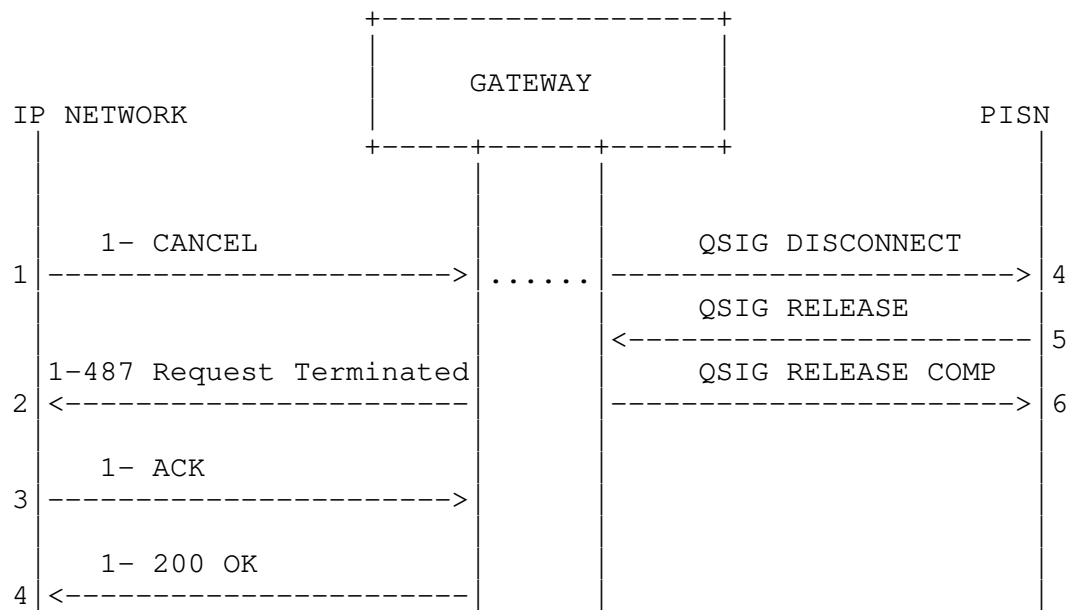 GATEWAY
IP NETWORK PISN
1- CANCEL QSIG DISCONNECT
1 ...... 4
QSIG RELEASE
5
1-487 Request Terminated QSIG RELEASE COMP
2 6
1- ACK
3
1- 200 OK
4